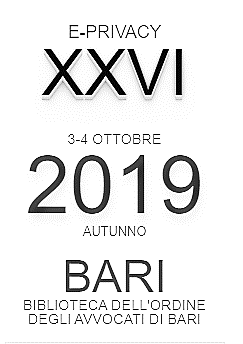 E-PRIVACY
XXVI
3-4 OTTOBRE
2019
AUTUNNO
BARI
BIBLIOTECA DELL'ORDINE
DEGLI AVVOCATI DI BARI